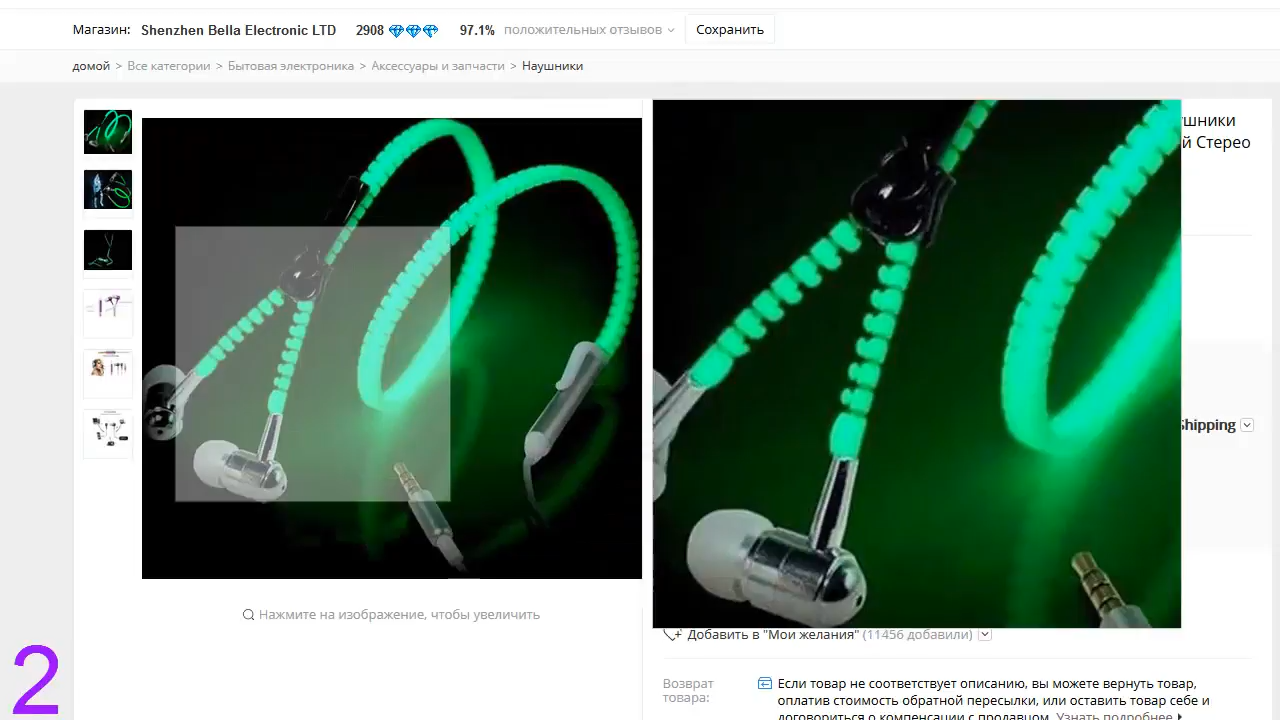 Магазин: Shenzhen Bella Electronic LTD 2908 97.1% положительных отзывов Сохранить
домой > Все категории > Бытовая электроника > Аксессуары и запчасти > Наушники
й Стерео
Shipping
Нажмите на изображение, чтобы увеличить
Добавить в "Мои желания" (11456 добавили)
Возврат
товара:
Если товар не соответствует описанию, вы можете вернуть товар,
оплатив стоимость обратной пересылки, или оставить товар себе и
договориться о компенсации с продавцом. Узнать подробнее
2